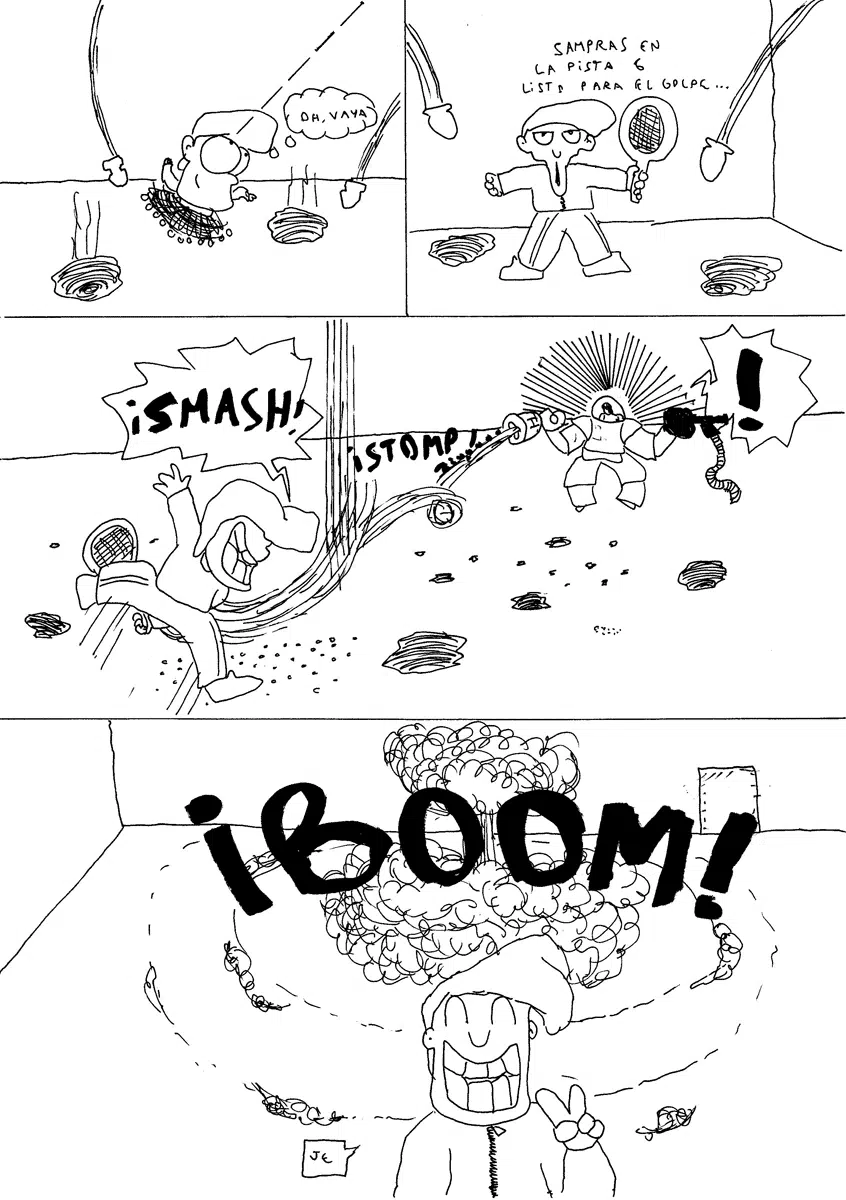 OH, VAYA
SAMPRAS EN
LA PISTA 6
LISTO PARA EL GOLPE...
¡SMASH!
¡STOMP!
!
¡BOOM!
JE